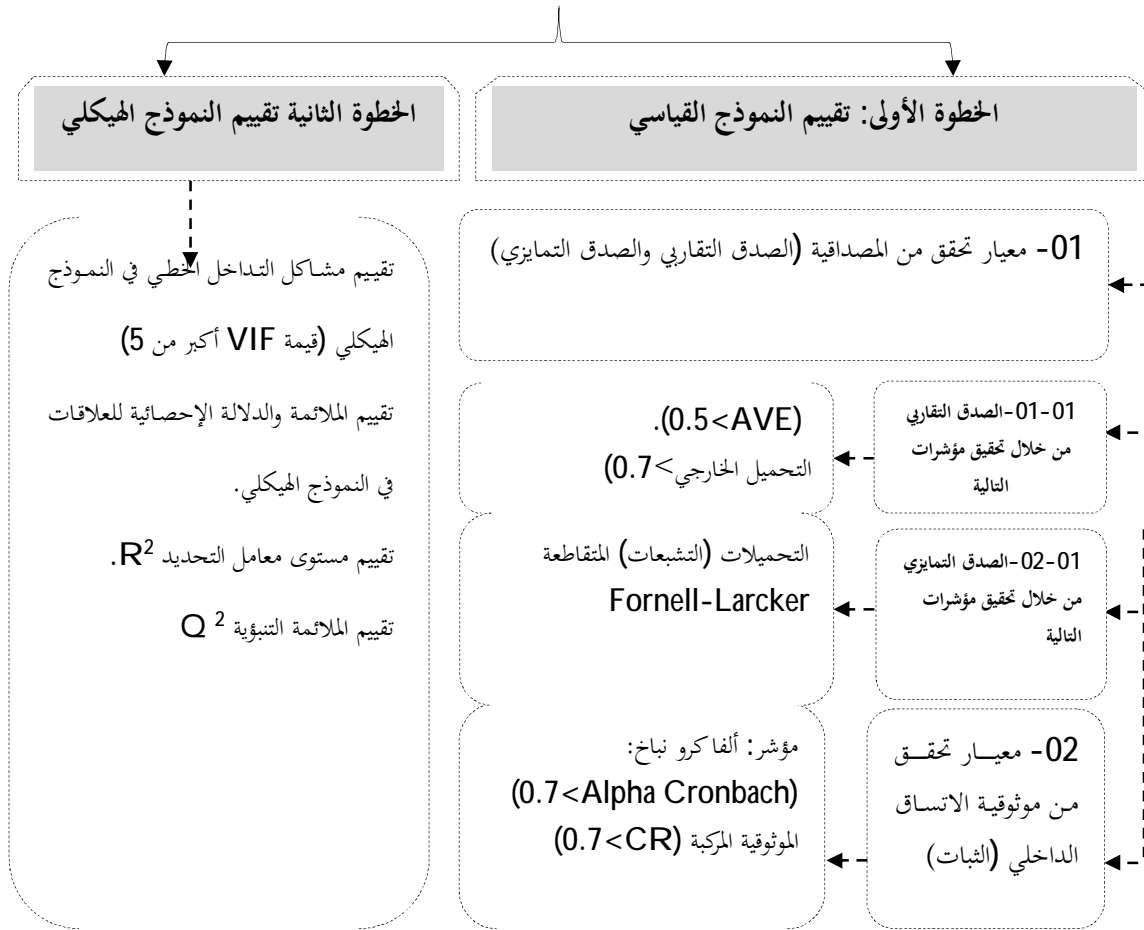 الخطوة الأولى: تقييم النموذج القياسي
الخطوة الثانية تقييم النموذج الهيكلي
01- معيار تحقق من المصداقية (الصدق التقاربي والصدق التمايزي)
01-01-الصدق التقاربي
من خلال تحقيق مؤشرات
التالية
(0.5<AVE).
التحميل الخارجي>0.7)
01-02-الصدق التمايزي
من خلال تحقيق مؤشرات
التالية
التحميلات (التشبعات) المتقاطعة
Fornell-Larcker
02- معيار تحقق
من موثوقية الاتساق
الداخلي (الثبات)
مؤشر: ألفا كرو نباخ:
(0.7<Alpha Cronbach)
الموثوقية المركبة (0.7<CR)
تقييم مشاكل التداخل الخطي في النموذج
الهيكلي (قيمة VIF أكبر من 5)
تقييم الملائمة والدلالة الإحصائية للعلاقات
في النموذج الهيكلي.
تقييم مستوى معامل التحديد R².
تقييم الملائمة التنبؤية Q ²